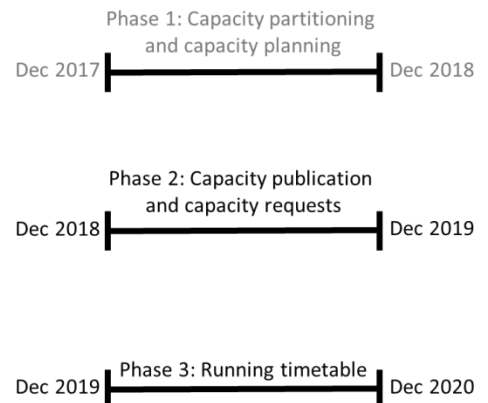 Phase 1: Capacity partitioning
and capacity planning
Dec 2017 Dec 2018
Phase 2: Capacity publication
and capacity requests
Dec 2018 Dec 2019
Phase 3: Running timetable
Dec 2019 Dec 2020